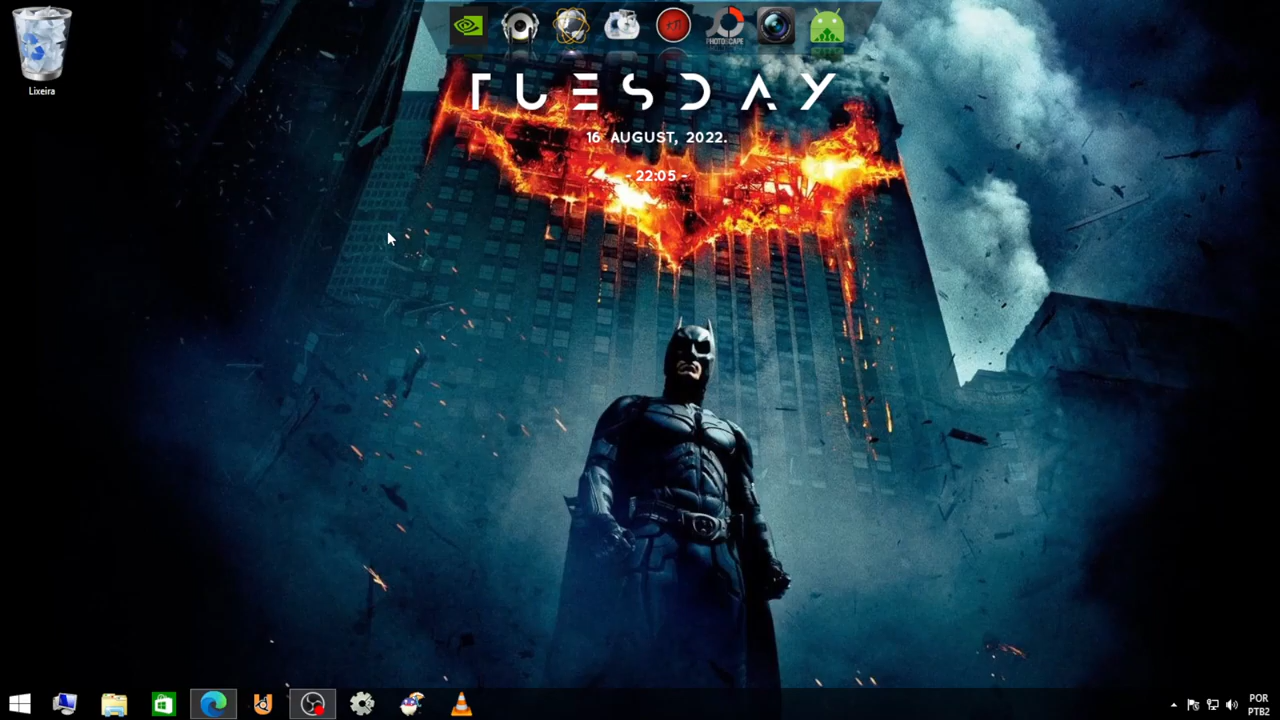 TUESDAY
16 AUGUST, 2022.
- 22:05 -
PHOTOSCAPE
Lixeira
POR
PTB2